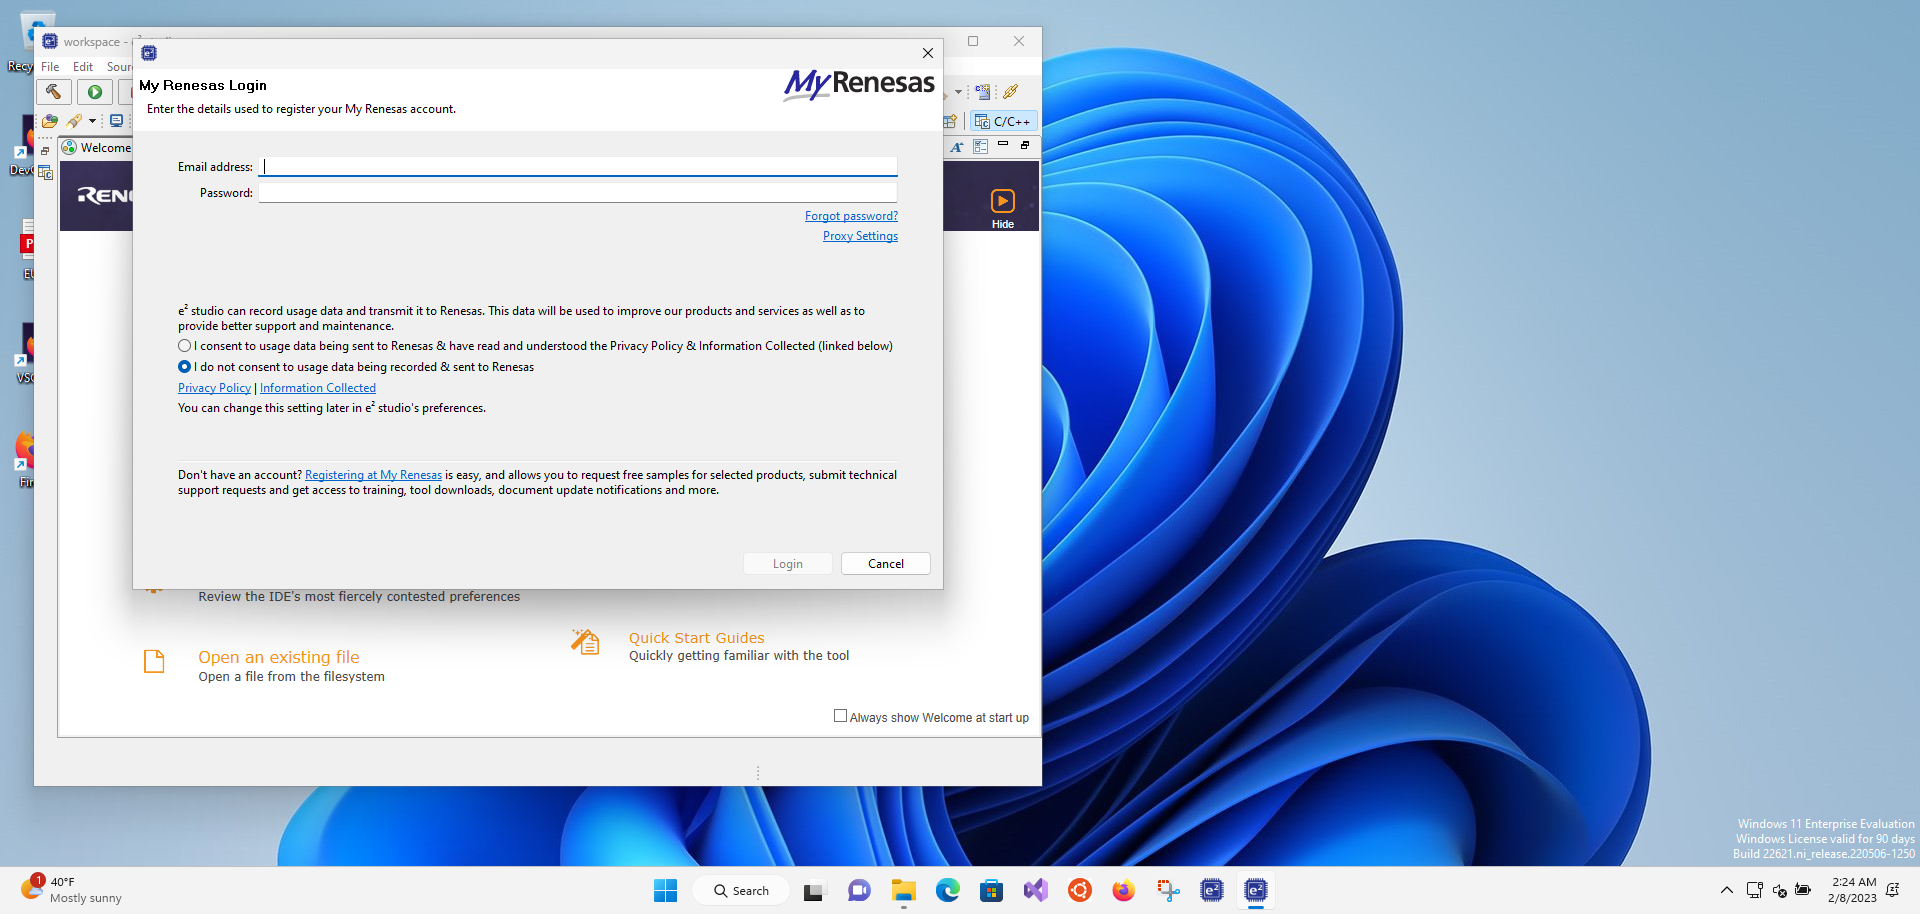 workspace -
File Edit
My Renesas Login
Enter the details used to register your My Renesas account.
MyRenesas
C/C++
Welcome
Hide
Email address:
Password:
Forgot password?
Proxy Settings
e² studio can record usage data and transmit it to Renesas. This data will be used to improve our products and services as well as to
provide better support and maintenance.
I consent to usage data being sent to Renesas & have read and understood the Privacy Policy & Information Collected (linked below)
I do not consent to usage data being recorded & sent to Renesas
Privacy Policy | Information Collected
You can change this setting later in e² studio's preferences.
Don't have an account? Registering at My Renesas is easy, and allows you to request free samples for selected products, submit technical
support requests and get access to training, tool downloads, document update notifications and more.
Login Cancel
Review the IDE's most fiercely contested preferences
Quick Start Guides
Quickly getting familiar with the tool
Open an existing file
Open a file from the filesystem
Always show Welcome at start up
Windows 11 Enterprise Evaluation
Windows License valid for 90 days
Build 22621.ni_release.220506-1250
1
40°F
Mostly sunny
Search
2:24 AM
2/8/2023